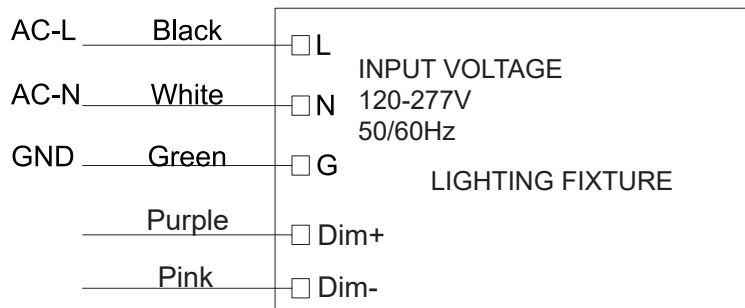 AC-L Black L
INPUT VOLTAGE
AC-N White N
120-277V
50/60Hz
GND Green G
LIGHTING FIXTURE
Purple Dim+
Pink Dim-